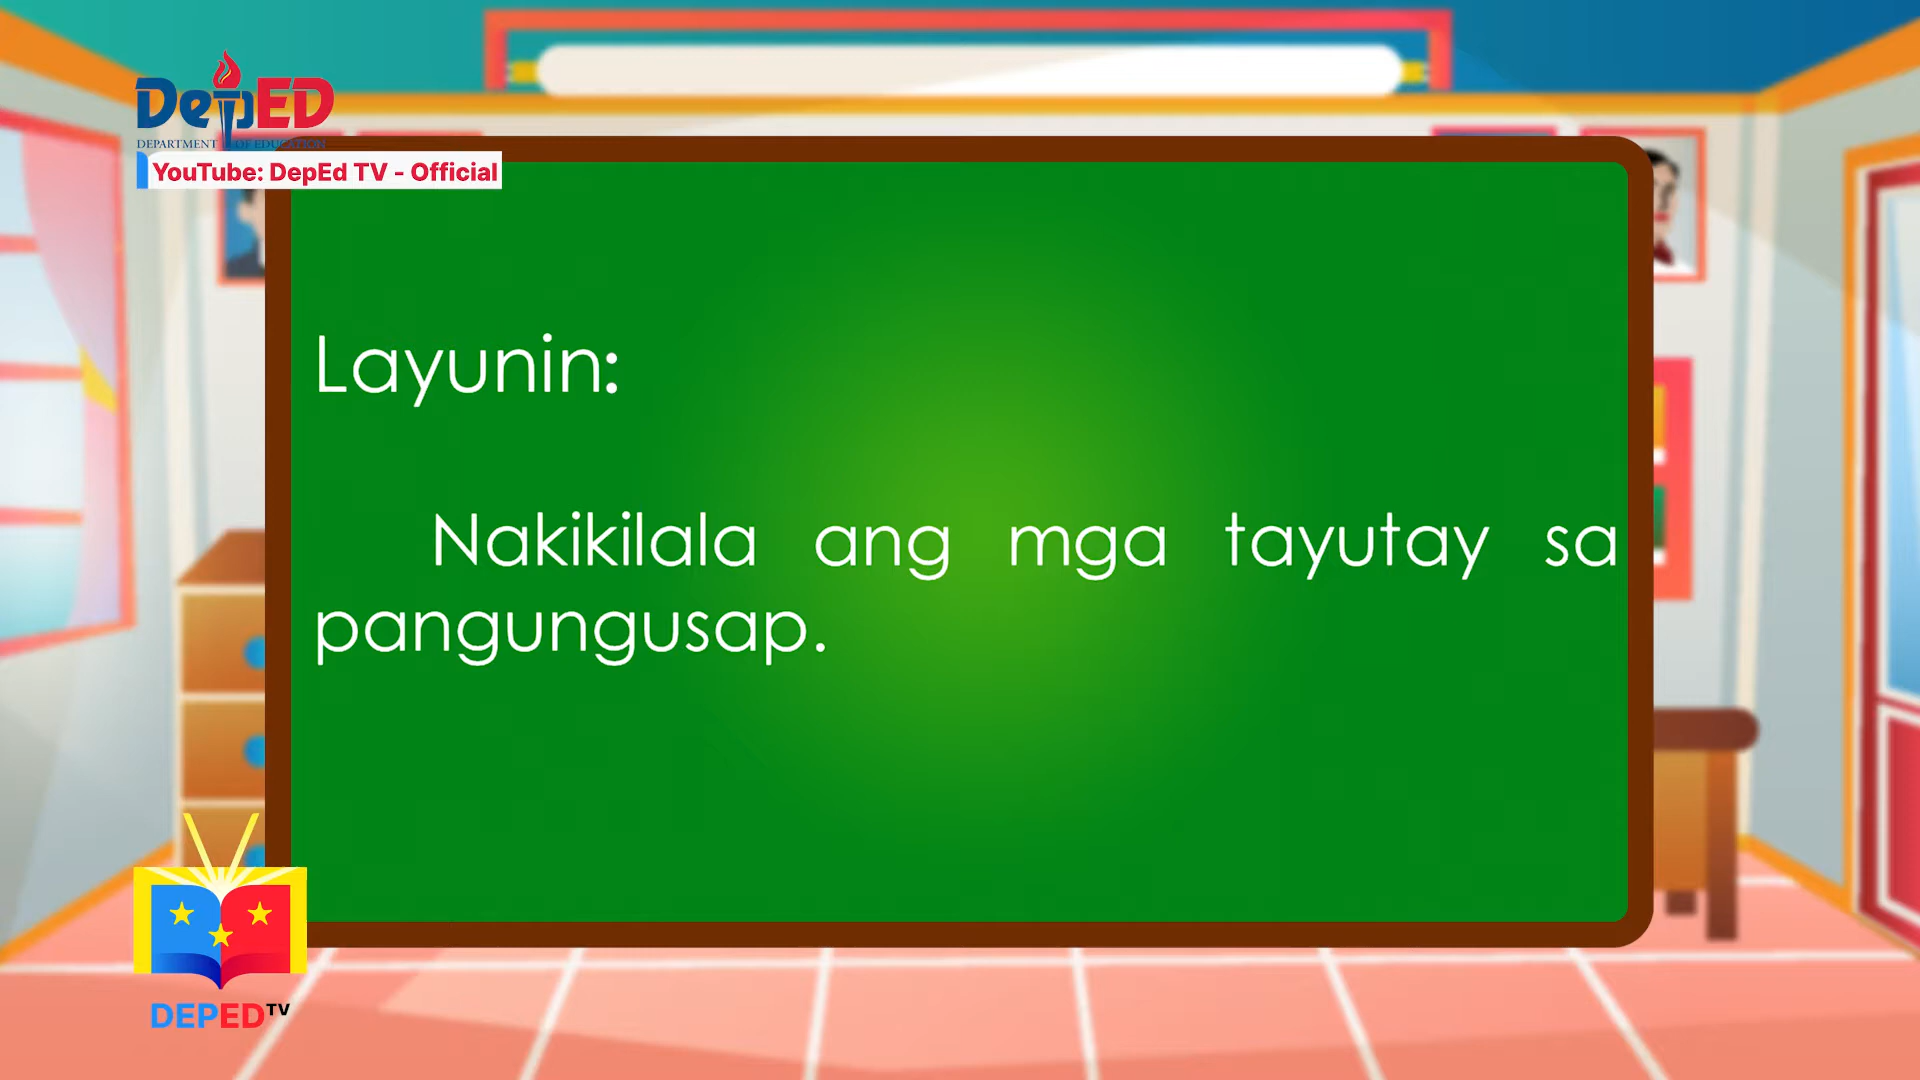 DepED
DEPARTMENT OF EDUCATION
YouTube: DepEd TV - Official
Layunin:
Nakikilala ang mga tayutay sa
pangungusap.
DEPED TV